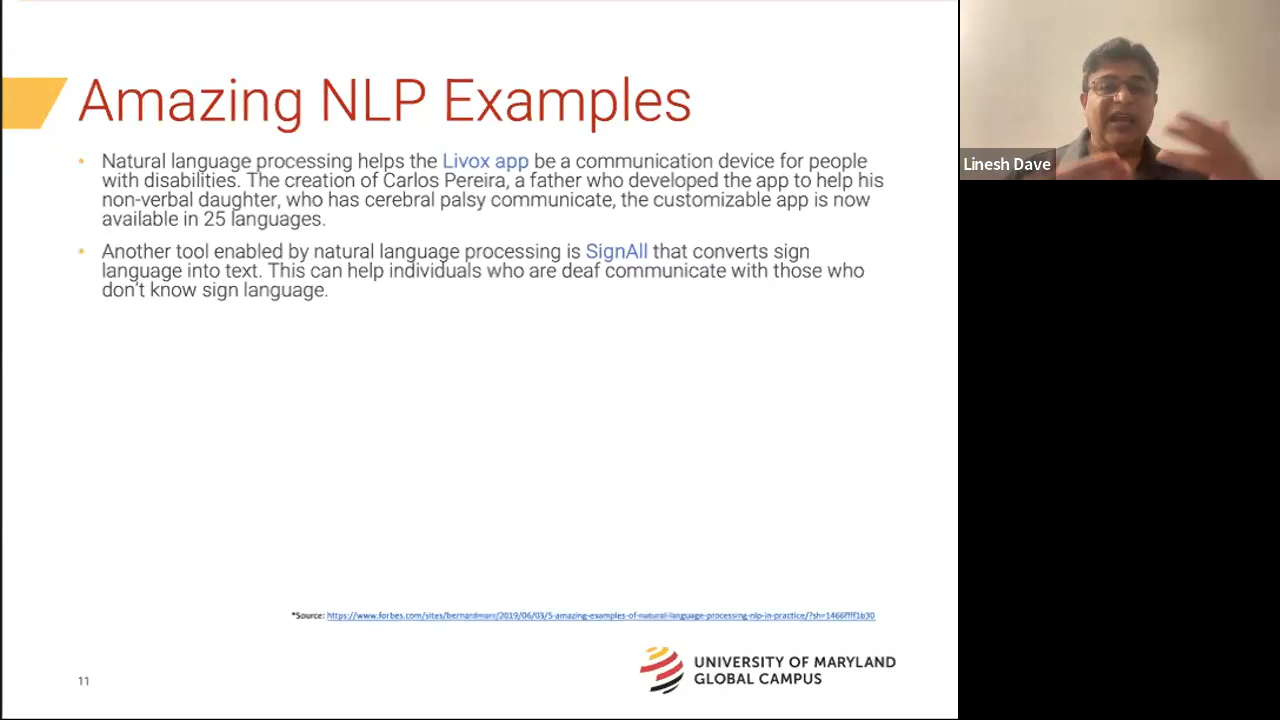 Amazing NLP Examples
Natural language processing helps the Livox app be a communication device for people
with disabilities. The creation of Carlos Pereira, a father who developed the app to help his
non-verbal daughter, who has cerebral palsy communicate, the customizable app is now
available in 25 languages.
Another tool enabled by natural language processing is SignAll that converts sign
language into text. This can help individuals who are deaf communicate with those who
don't know sign language.
*Source: https://www.forbes.com/sites/bernardmarr/2019/06/03/5-amazing-examples-of-natural-language-processing-nlp-in-practice/?sh=1466ffff1b30
11
UNIVERSITY OF MARYLAND
GLOBAL CAMPUS
Linesh Dave